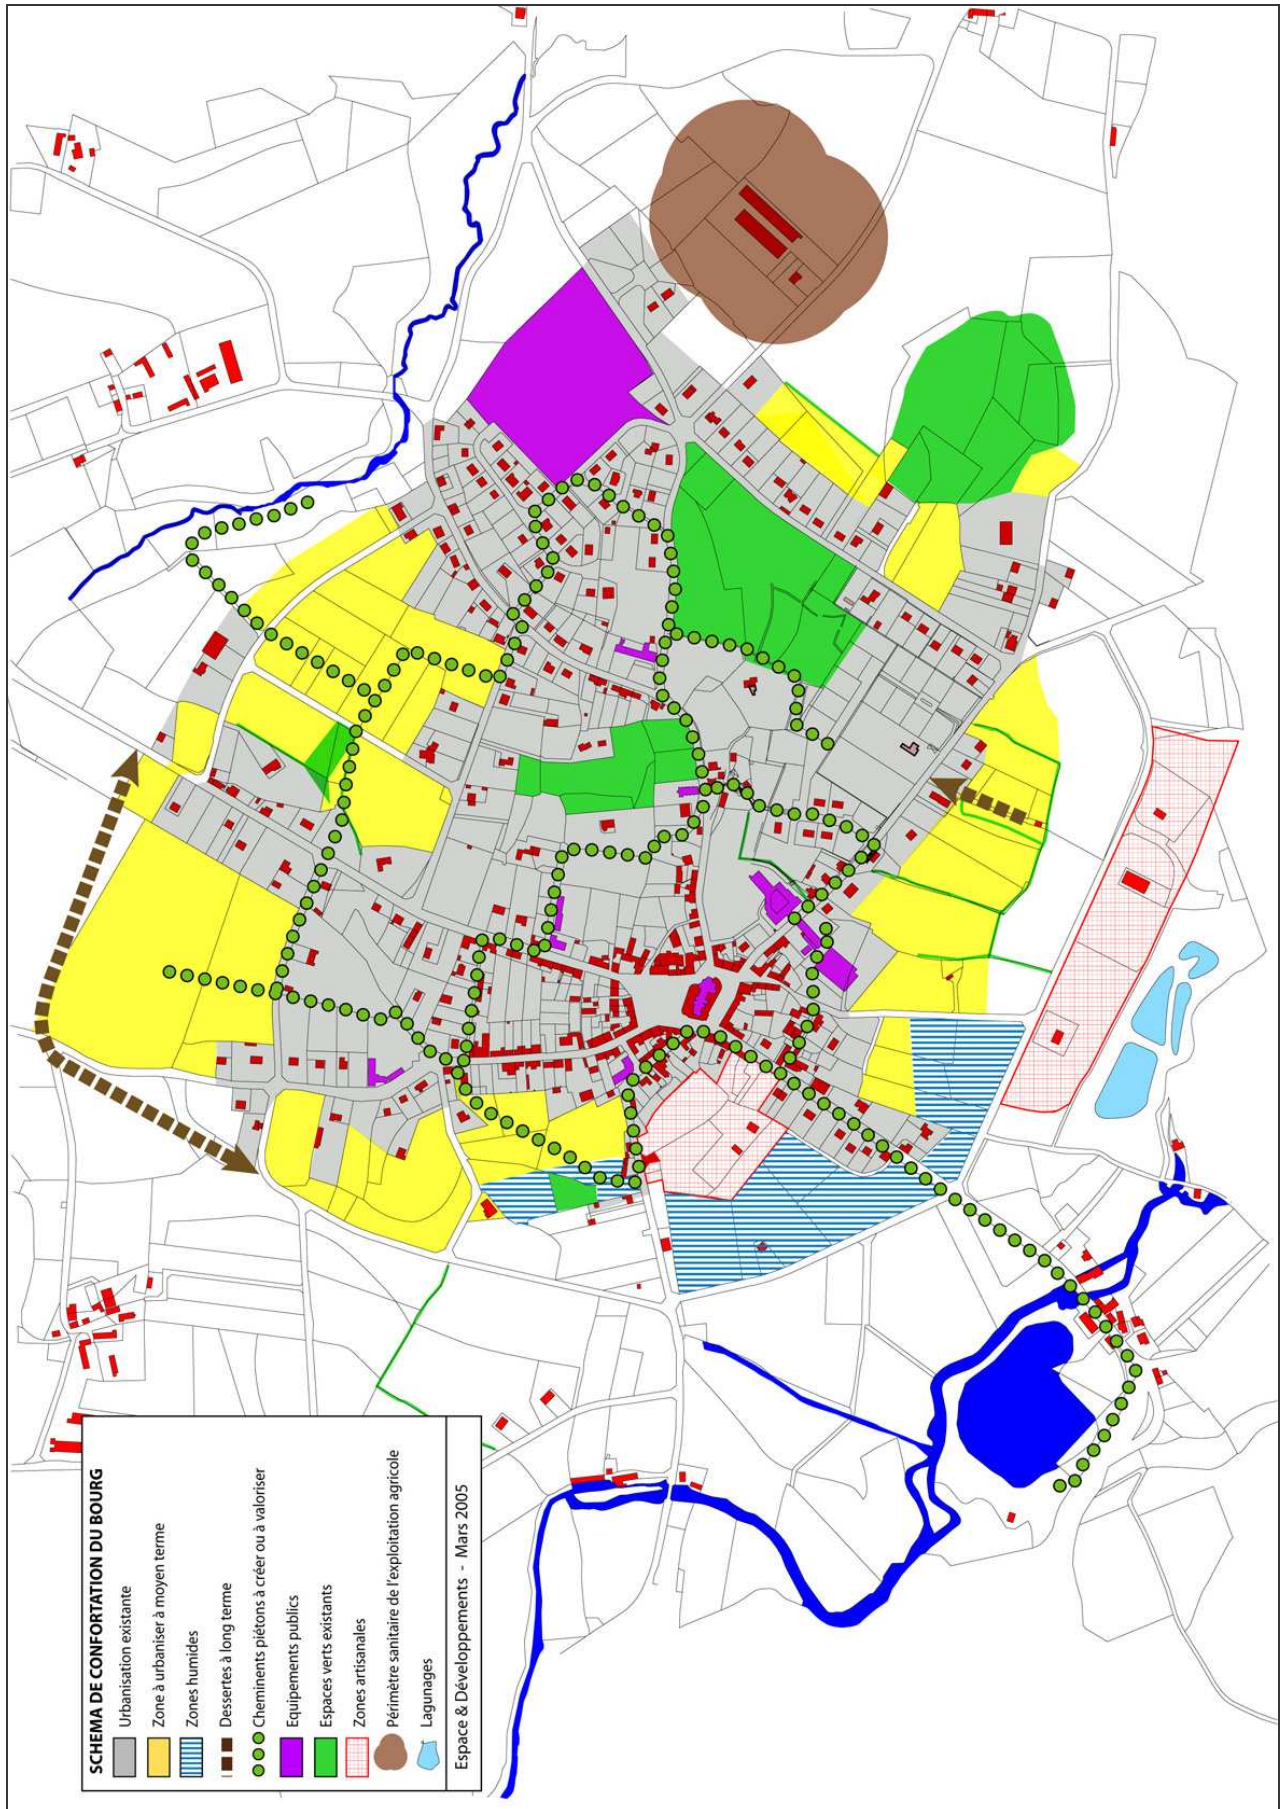 SCHEMA DE CONFORTATION DU BOURG
Urbanisation existante
Zone à urbaniser à moyen terme
Zones humides
Dessertes à long terme
Cheminents piétons à créer ou à valoriser
Equipements publics
Espaces verts existants
Zones artisanales
Périmètre sanitaire de l'exploitation agricole
Lagunages
Espace & Développements - Mars 2005